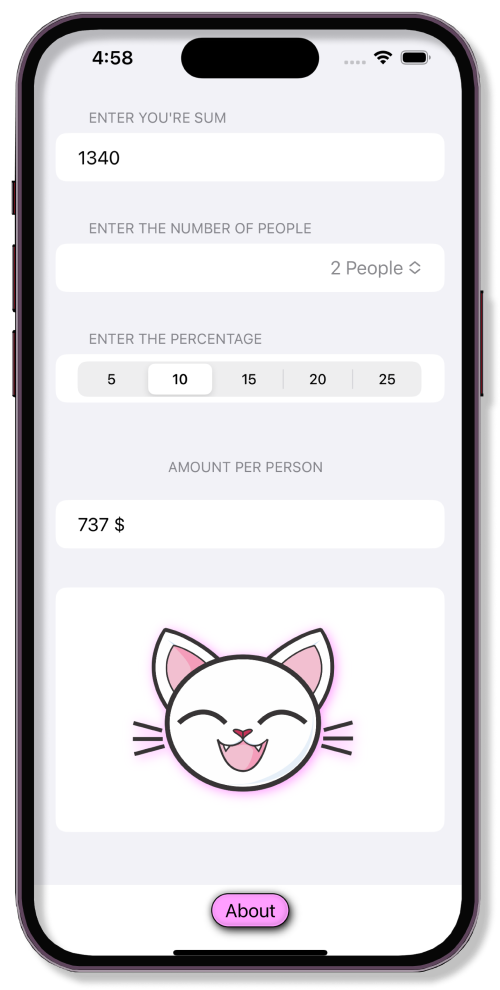 4:58
ENTER YOU'RE SUM
1340
ENTER THE NUMBER OF PEOPLE
2 People
ENTER THE PERCENTAGE
5 10 15 20 25
AMOUNT PER PERSON
737 $
About